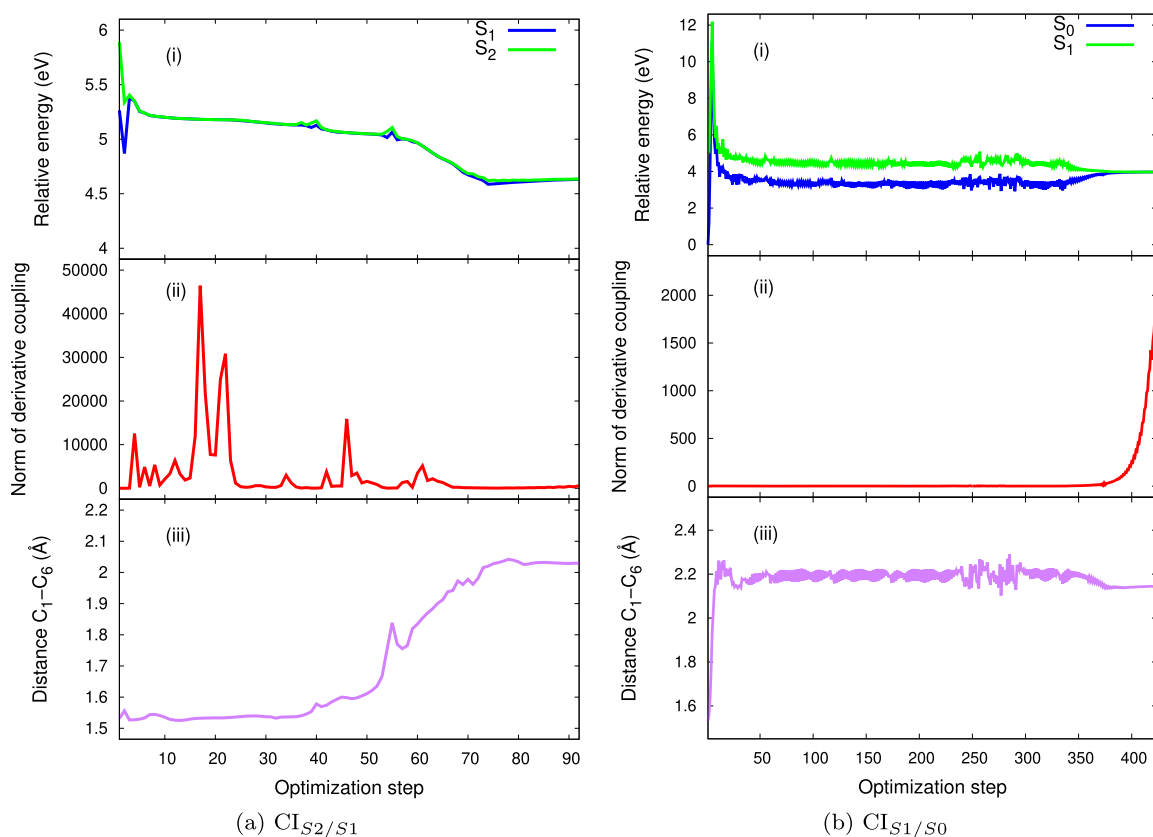 6
5.5
5
4.5
4
Relative energy (eV)
(i)
S1
S2
50000
40000
30000
20000
10000
0
Norm of derivative coupling
(ii)
2.2
2.1
2.0
1.9
1.8
1.7
1.6
1.5
Distance C1−C6 (Å)
(iii)
10 20 30 40 50 60 70 80 90
Optimization step
(a) CIS2/S1
12
10
8
6
4
2
0
Relative energy (eV)
(i)
S0
S1
2000
1500
1000
500
0
Norm of derivative coupling
(ii)
2.4
2.2
2
1.8
1.6
Distance C1−C6 (Å)
(iii)
50 100 150 200 250 300 350 400
Optimization step
(b) CIS1/S0